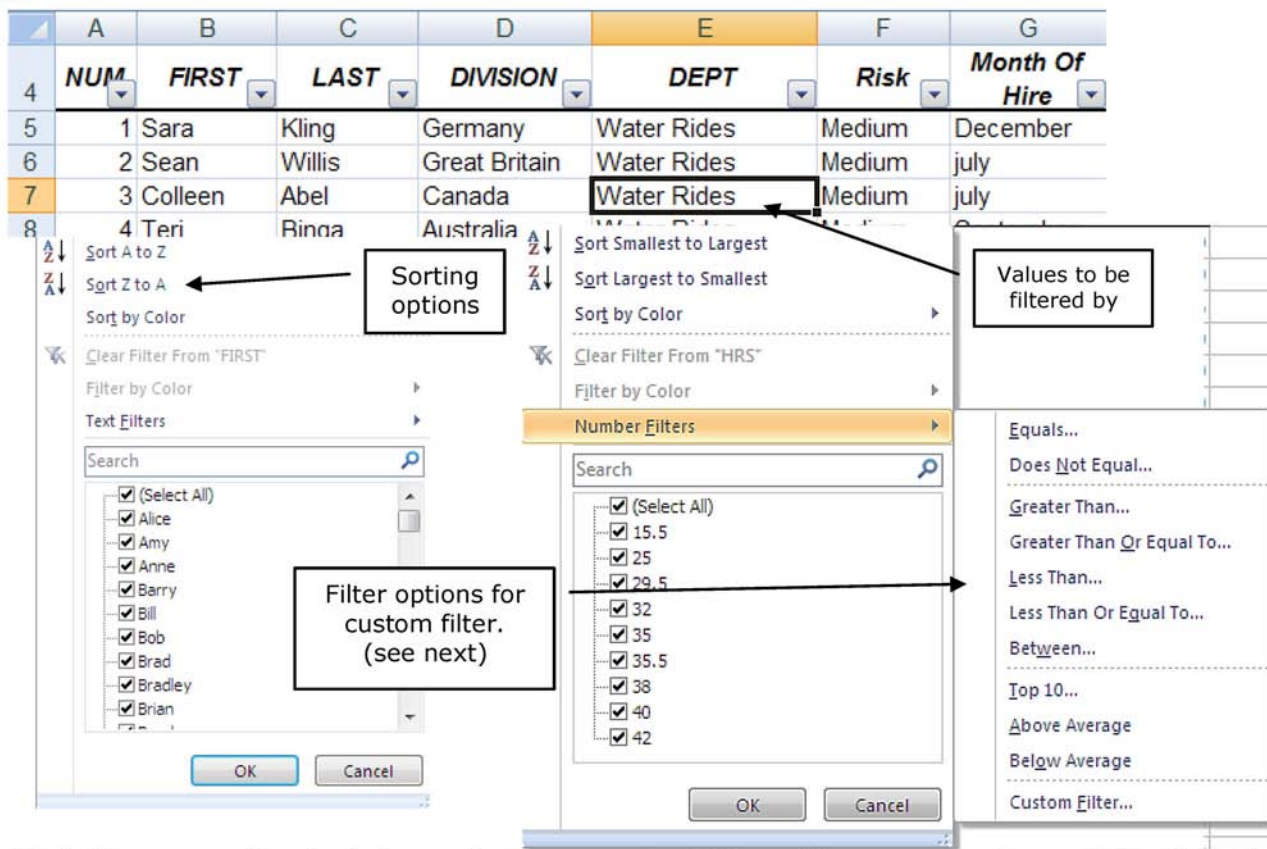 A B C D E F G
4 NUM FIRST LAST DIVISION DEPT Risk Month Of Hire
5 1 Sara Kling Germany Water Rides Medium December
6 2 Sean Willis Great Britain Water Rides Medium july
7 3 Colleen Abel Canada Water Rides Medium july
8 4 Teri Binga Australia
Sort A to Z
Sort Z to A
Sort by Color
Clear Filter From "FIRST"
Filter by Color
Text Filters
Search
(Select All)
Alice
Amy
Anne
Barry
Bill
Bob
Brad
Bradley
Brian
OK Cancel
Sorting
options
Filter options for
custom filter.
(see next)
Sort Smallest to Largest
Sort Largest to Smallest
Sort by Color
Clear Filter From "HRS"
Filter by Color
Number Filters
Search
(Select All)
15.5
25
29.5
32
35
35.5
38
40
42
OK Cancel
Values to be
filtered by
Equals...
Does Not Equal...
Greater Than...
Greater Than Or Equal To...
Less Than...
Less Than Or Equal To...
Between...
Top 10...
Above Average
Below Average
Custom Filter...